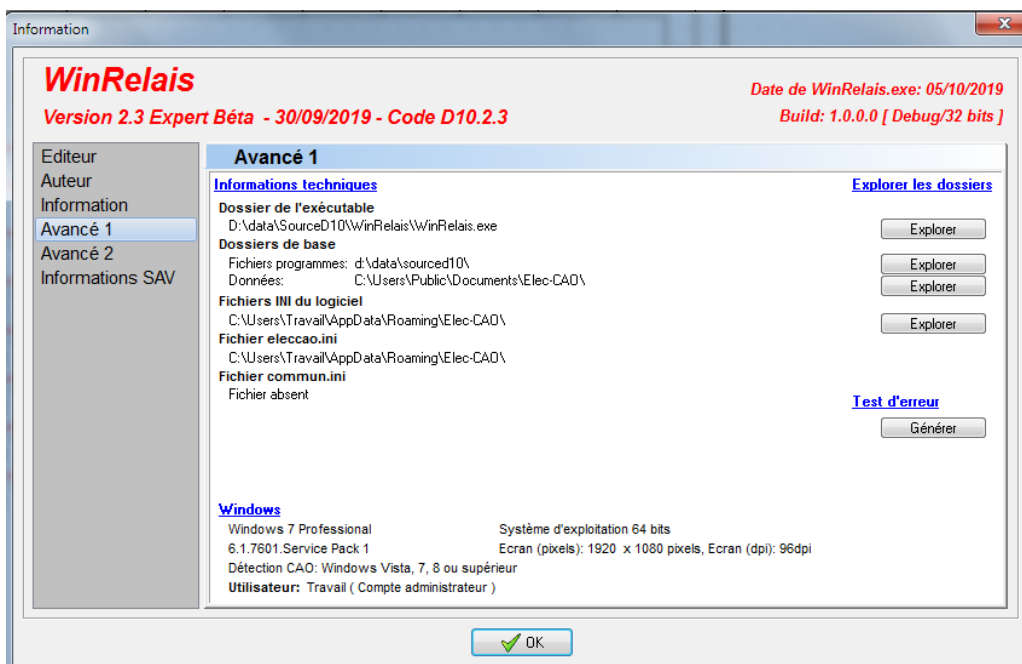 Information
WinRelais
Date de WinRelais.exe: 05/10/2019
Version 2.3 Expert Béta - 30/09/2019 - Code D10.2.3
Build: 1.0.0.0 [ Debug/32 bits ]
Editeur
Auteur
Information
Avancé 1
Avancé 2
Informations SAV
Avancé 1
Informations techniques
Explorer les dossiers
Dossier de l'exécutable
D:\data\SourceD10\WinRelais\WinRelais.exe
Explorer
Dossiers de base
Fichiers programmes: d:\data\sourced10\
Explorer
Données: C:\Users\Public\Documents\Elec-CAO\
Explorer
Fichiers INI du logiciel
C:\Users\Travail\AppData\Roaming\Elec-CAO\
Explorer
Fichier eleccao.ini
C:\Users\Travail\AppData\Roaming\Elec-CAO\
Fichier commun.ini
Fichier absent
Test d'erreur
Générer
Windows
Windows 7 Professional
Système d'exploitation 64 bits
6.1.7601.Service Pack 1
Ecran (pixels): 1920 x 1080 pixels, Ecran (dpi): 96dpi
Détection CAO: Windows Vista, 7, 8 ou supérieur
Utilisateur: Travail ( Compte administrateur )
OK